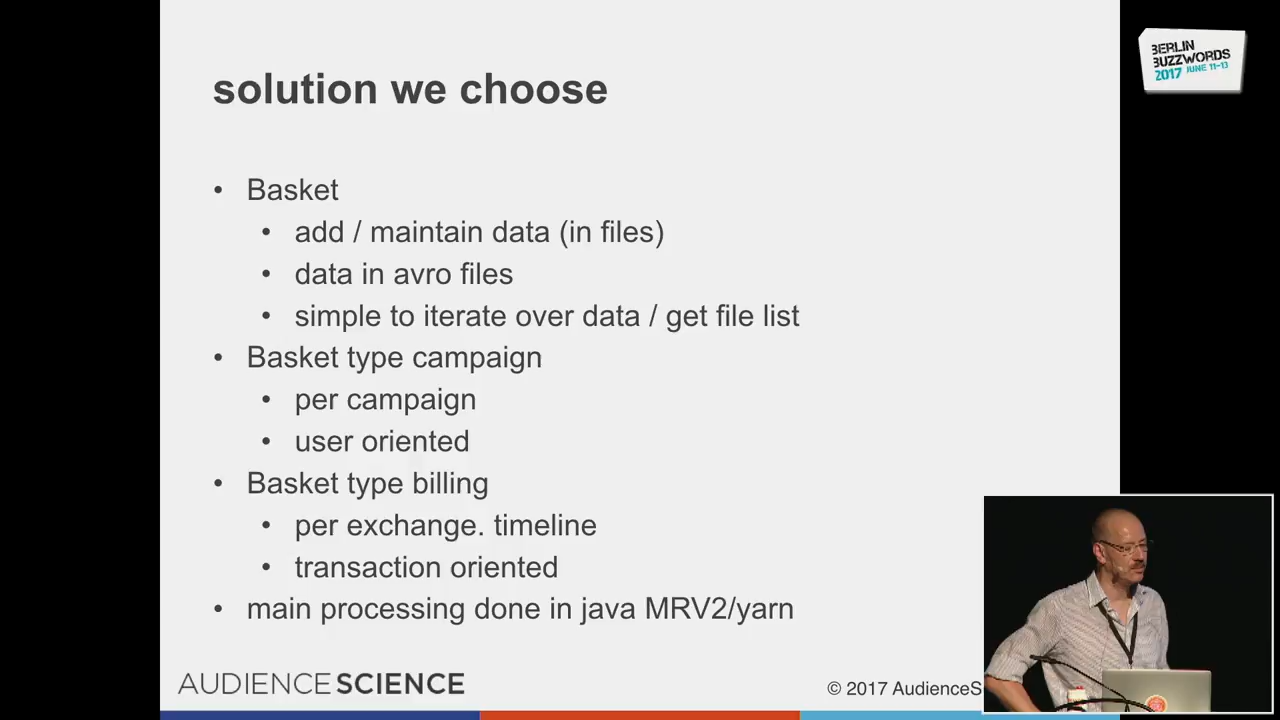 solution we choose
BERLIN
BUZZWORDS
2017 JUNE 11-13
• Basket
• add / maintain data (in files)
• data in avro files
• simple to iterate over data / get file list
• Basket type campaign
• per campaign
• user oriented
• Basket type billing
• per exchange. timeline
• transaction oriented
• main processing done in java MRV2/yarn
AUDIENCESCIENCE
© 2017 AudienceS